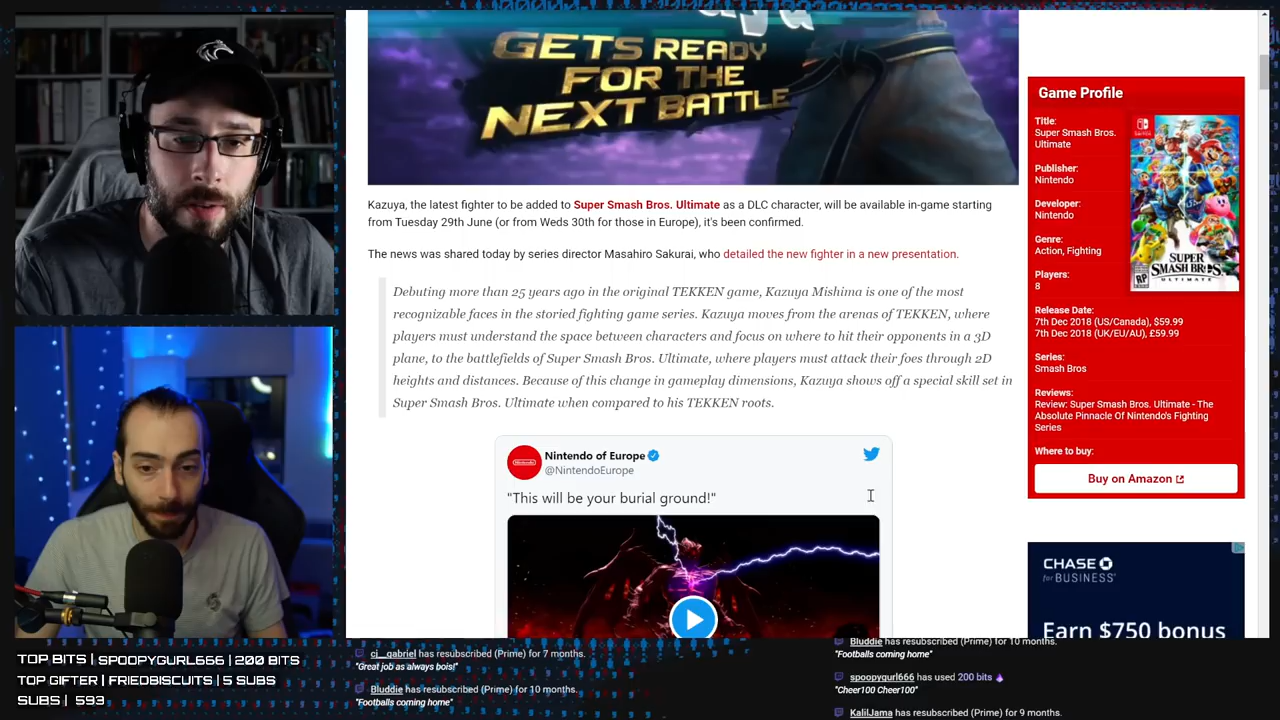 GETS READY
FOR THE
NEXT BATTLE
Kazuya, the latest fighter to be added to Super Smash Bros. Ultimate as a DLC character, will be available in-game starting
from Tuesday 29th June (or from Weds 30th for those in Europe), it's been confirmed.
The news was shared today by series director Masahiro Sakurai, who detailed the new fighter in a new presentation.
Debuting more than 25 years ago in the original TEKKEN game, Kazuya Mishima is one of the most
recognizable faces in the storied fighting game series. Kazuya moves from the arenas of TEKKEN, where
players must understand the space between characters and focus on where to hit their opponents in a 3D
plane, to the battlefields of Super Smash Bros. Ultimate, where players must attack their foes through 2D
heights and distances. Because of this change in gameplay dimensions, Kazuya shows off a special skill set in
Super Smash Bros. Ultimate when compared to his TEKKEN roots.
Nintendo of Europe
@NintendoEurope
"This will be your burial ground!"
Game Profile
Title:
Super Smash Bros.
Ultimate
Publisher:
Nintendo
Developer:
Nintendo
Genre:
Action, Fighting
Players:
8
Release Date:
7th Dec 2018 (US/Canada), $59.99
7th Dec 2018 (UK/EU/AU), £59.99
Series:
Smash Bros
Reviews:
Review: Super Smash Bros. Ultimate - The
Absolute Pinnacle Of Nintendo's Fighting
Series
Where to buy:
Buy on Amazon
SUPER
SMASH BROS.
ULTIMATE
CHASE
for BUSINESS
Earn $750 bonus
TOP BITS | SPOOPYGURL666 | 200 BITS
TOP GIFTER | FRIEDBISCUITS | 5 SUBS
SUBS | 593
ci__gabriel has resubscribed (Prime) for 7 months.
"Great job as always bois!"
Bluddie has resubscribed (Prime) for 10 months.
"Footballs coming home"
Bluddie has resubscribed (Prime) for 10 months.
"Footballs coming home"
spoopygurl666 has used 200 bits
"Cheer100 Cheer100"
KalilJama has resubscribed (Prime) for 9 months.